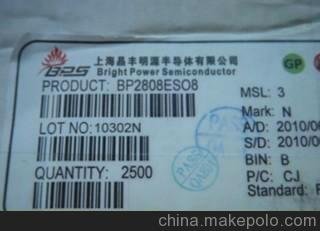 BPS
上海晶丰明源半导体有限公司
Bright Power Semiconductor
GP
PRODUCT: BP2808ESO8
MSL: 3
Mark: N
LOT NO: 10302N
PASS
A/D: 2010/0
S/D: 2010/0
BIN: B
QUANTITY: 2500
PASS
P/C: CJ
Standard:
china.makepolo.com